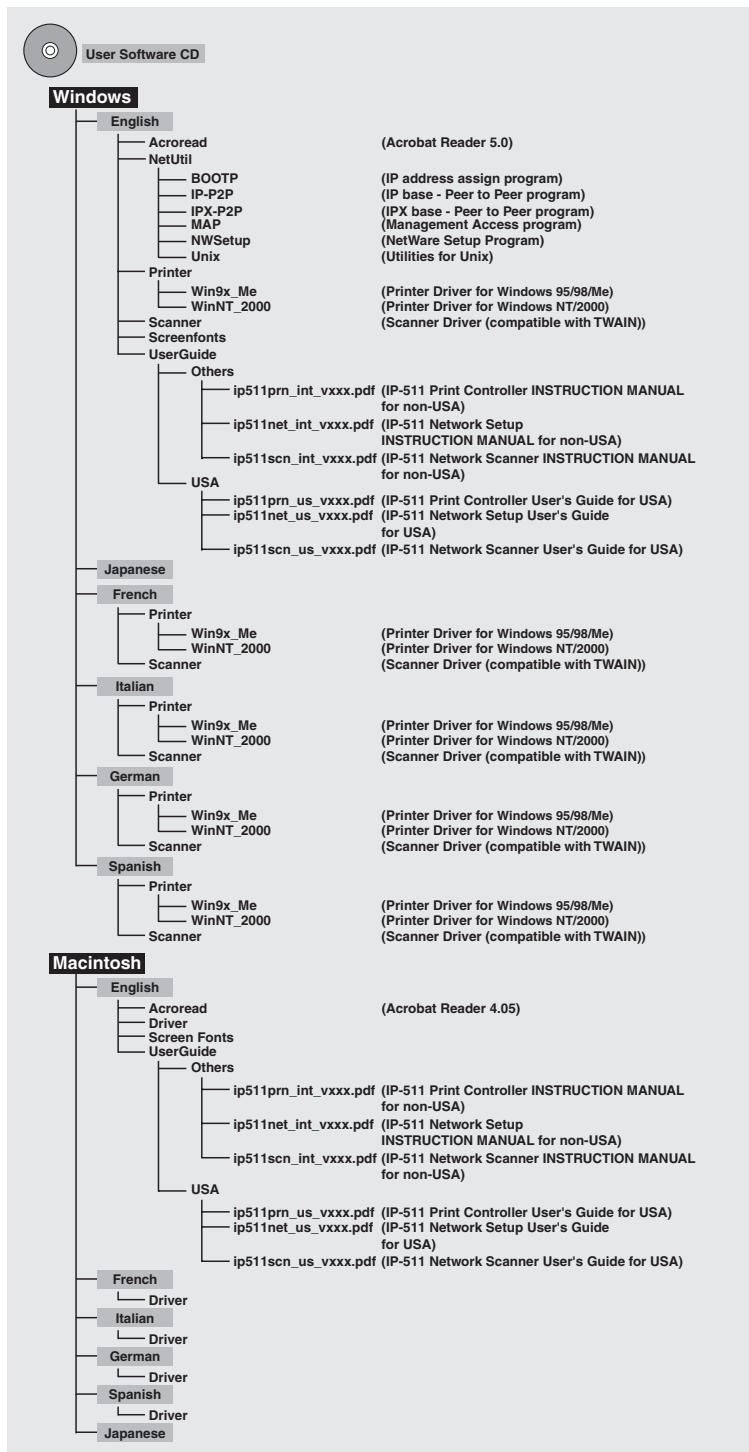 User Software CD
Windows
English
Acroread (Acrobat Reader 5.0)
NetUtil
BOOTP (IP address assign program)
IP-P2P (IP base - Peer to Peer program)
IPX-P2P (IPX base - Peer to Peer program)
MAP (Management Access program)
NWSetup (NetWare Setup Program)
Unix (Utilities for Unix)
Printer
Win9x_Me (Printer Driver for Windows 95/98/Me)
WinNT_2000 (Printer Driver for Windows NT/2000)
Scanner (Scanner Driver (compatible with TWAIN))
Screenfonts
UserGuide
Others
ip511prn_int_vxxx.pdf (IP-511 Print Controller INSTRUCTION MANUAL
for non-USA)
ip511net_int_vxxx.pdf (IP-511 Network Setup
INSTRUCTION MANUAL for non-USA)
ip511scn_int_vxxx.pdf (IP-511 Network Scanner INSTRUCTION MANUAL
for non-USA)
USA
ip511prn_us_vxxx.pdf (IP-511 Print Controller User's Guide for USA)
ip511net_us_vxxx.pdf (IP-511 Network Setup User's Guide
for USA)
ip511scn_us_vxxx.pdf (IP-511 Network Scanner User's Guide for USA)
Japanese
French
Printer
Win9x_Me (Printer Driver for Windows 95/98/Me)
WinNT_2000 (Printer Driver for Windows NT/2000)
Scanner (Scanner Driver (compatible with TWAIN))
Italian
Printer
Win9x_Me (Printer Driver for Windows 95/98/Me)
WinNT_2000 (Printer Driver for Windows NT/2000)
Scanner (Scanner Driver (compatible with TWAIN))
German
Printer
Win9x_Me (Printer Driver for Windows 95/98/Me)
WinNT_2000 (Printer Driver for Windows NT/2000)
Scanner (Scanner Driver (compatible with TWAIN))
Spanish
Printer
Win9x_Me (Printer Driver for Windows 95/98/Me)
WinNT_2000 (Printer Driver for Windows NT/2000)
Scanner (Scanner Driver (compatible with TWAIN))
Macintosh
English
Acroread (Acrobat Reader 4.05)
Driver
Screen Fonts
UserGuide
Others
ip511prn_int_vxxx.pdf (IP-511 Print Controller INSTRUCTION MANUAL
for non-USA)
ip511net_int_vxxx.pdf (IP-511 Network Setup
INSTRUCTION MANUAL for non-USA)
ip511scn_int_vxxx.pdf (IP-511 Network Scanner INSTRUCTION MANUAL
for non-USA)
USA
ip511prn_us_vxxx.pdf (IP-511 Print Controller User's Guide for USA)
ip511net_us_vxxx.pdf (IP-511 Network Setup User's Guide
for USA)
ip511scn_us_vxxx.pdf (IP-511 Network Scanner User's Guide for USA)
French
Driver
Italian
Driver
German
Driver
Spanish
Driver
Japanese